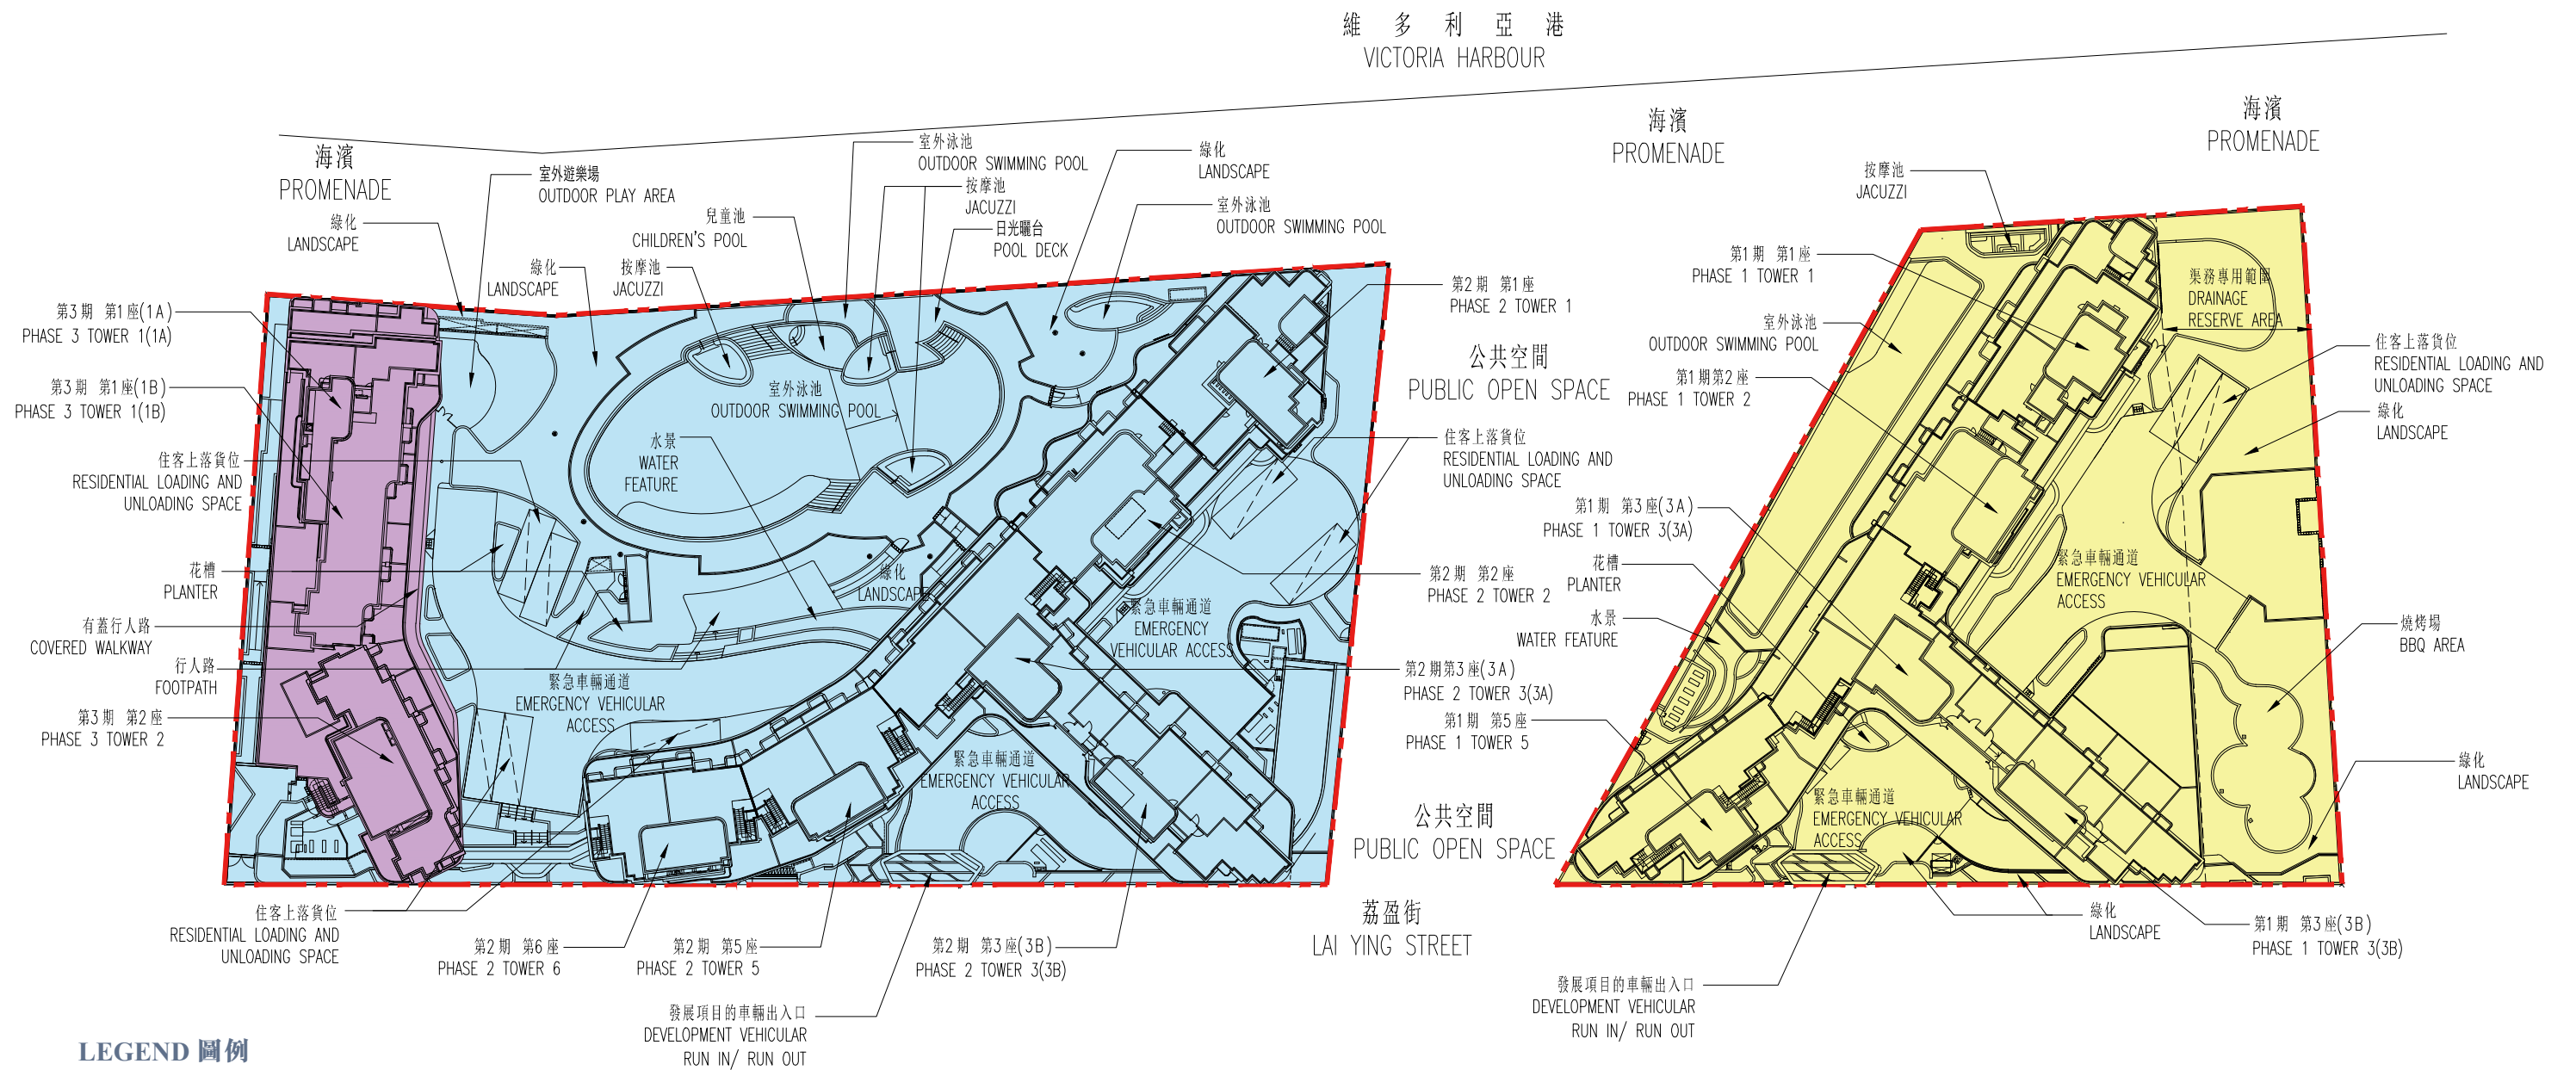 維多利亞港
VICTORIA HARBOUR
海濱
PROMENADE
海濱
PROMENADE
海濱
PROMENADE
室外遊樂場
OUTDOOR PLAY AREA
綠化
LANDSCAPE
綠化
LANDSCAPE
兒童池
CHILDREN'S POOL
按摩池
JACUZZI
室外泳池
OUTDOOR SWIMMING POOL
按摩池
JACUZZI
日光曬台
POOL DECK
綠化
LANDSCAPE
室外泳池
OUTDOOR SWIMMING POOL
第3期 第1座(1A)
PHASE 3 TOWER 1(1A)
第3期 第1座(1B)
PHASE 3 TOWER 1(1B)
住客上落貨位
RESIDENTIAL LOADING AND
UNLOADING SPACE
花槽
PLANTER
有蓋行人路
COVERED WALKWAY
行人路
FOOTPATH
第3期 第2座
PHASE 3 TOWER 2
室外泳池
OUTDOOR SWIMMING POOL
水景
WATER
FEATURE
綠化
LANDSCAPE
緊急車輛通道
EMERGENCY VEHICULAR
ACCESS
緊急車輛通道
EMERGENCY
VEHICULAR ACCESS
緊急車輛通道
EMERGENCY VEHICULAR
ACCESS
第2期 第1座
PHASE 2 TOWER 1
公共空間
PUBLIC OPEN SPACE
住客上落貨位
RESIDENTIAL LOADING AND
UNLOADING SPACE
第2期 第2座
PHASE 2 TOWER 2
第2期第3座(3A)
PHASE 2 TOWER 3(3A)
公共空間
PUBLIC OPEN SPACE
荔盈街
LAI YING STREET
住客上落貨位
RESIDENTIAL LOADING AND
UNLOADING SPACE
第2期 第6座
PHASE 2 TOWER 6
第2期 第5座
PHASE 2 TOWER 5
第2期 第3座(3B)
PHASE 2 TOWER 3(3B)
發展項目的車輛出入口
DEVELOPMENT VEHICULAR
RUN IN/ RUN OUT
按摩池
JACUZZI
第1期 第1座
PHASE 1 TOWER 1
室外泳池
OUTDOOR SWIMMING POOL
第1期第2座
PHASE 1 TOWER 2
第1期 第3座(3A)
PHASE 1 TOWER 3(3A)
花槽
PLANTER
水景
WATER FEATURE
第1期 第5座
PHASE 1 TOWER 5
渠務專用範圍
DRAINAGE
RESERVE AREA
住客上落貨位
RESIDENTIAL LOADING AND
UNLOADING SPACE
綠化
LANDSCAPE
緊急車輛通道
EMERGENCY VEHICULAR
ACCESS
燒烤場
BBQ AREA
綠化
LANDSCAPE
緊急車輛通道
EMERGENCY VEHICULAR
ACCESS
綠化
LANDSCAPE
第1期 第3座(3B)
PHASE 1 TOWER 3(3B)
發展項目的車輛出入口
DEVELOPMENT VEHICULAR
RUN IN/ RUN OUT
LEGEND 圖例